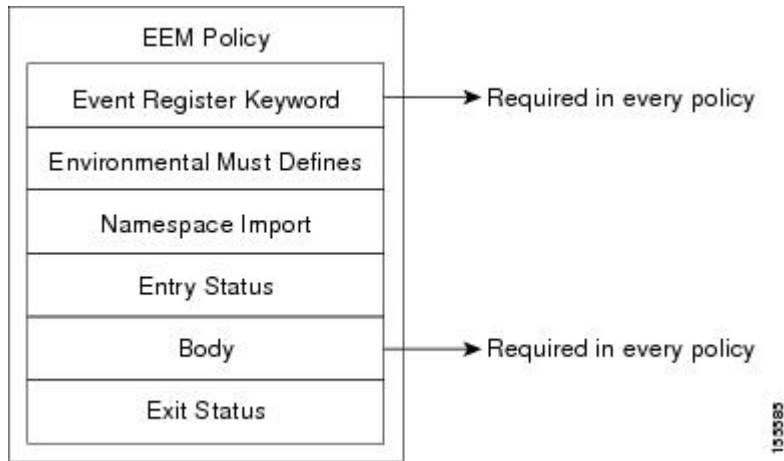 EEM Policy
Event Register Keyword
Required in every policy
Environmental Must Defines
Namespace Import
Entry Status
Body
Required in every policy
Exit Status
155585